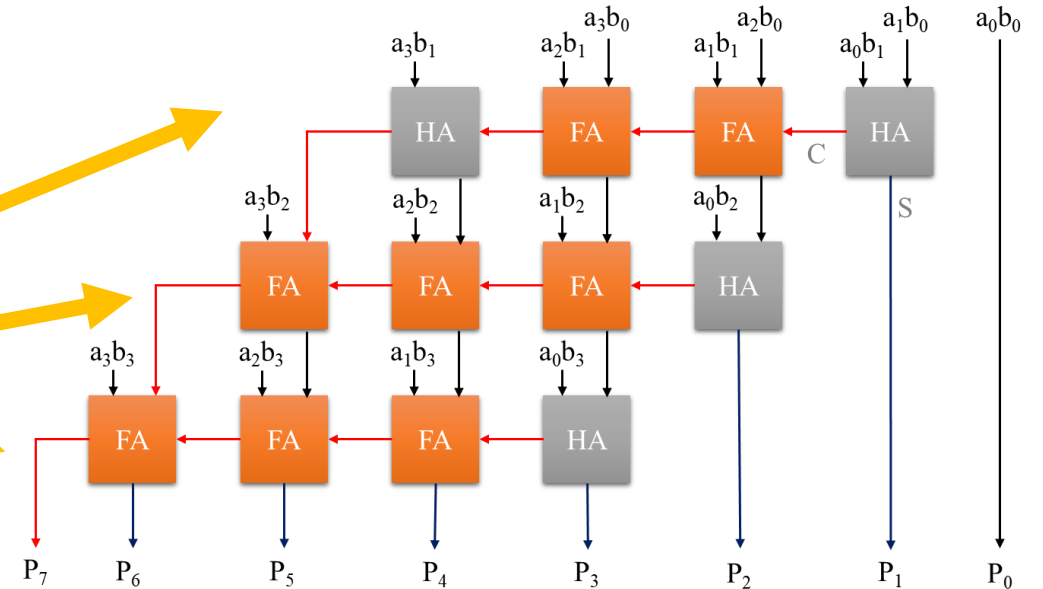 a₃b₀ a₂b₀ a₁b₀ a₀b₀
a₃b₁ a₂b₁ a₁b₁ a₀b₁
HA FA FA HA
C
S
a₃b₂ a₂b₂ a₁b₂ a₀b₂
FA FA FA HA
a₃b₃ a₂b₃ a₁b₃ a₀b₃
FA FA FA HA
P₇ P₆ P₅ P₄ P₃ P₂ P₁ P₀